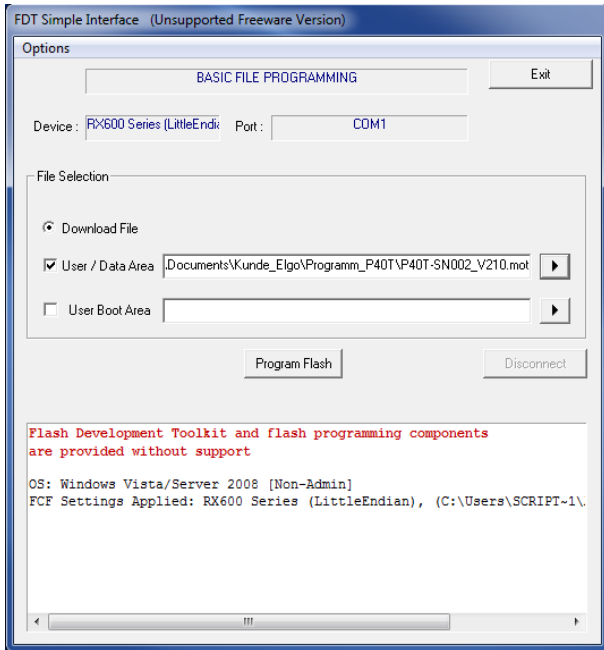 FDT Simple Interface (Unsupported Freeware Version)
Options
BASIC FILE PROGRAMMING
Exit
Device : RX600 Series (LittleEndia Port : COM1
File Selection
Download File
User / Data Area .Documents\Kunde_Elgo\Programm_P40T\P40T-SN002_V210.mot
User Boot Area
Program Flash
Disconnect
Flash Development Toolkit and flash programming components
are provided without support
OS: Windows Vista/Server 2008 [Non-Admin]
FCF Settings Applied: RX600 Series (LittleEndian), (C:\Users\SCRIPT~1\.